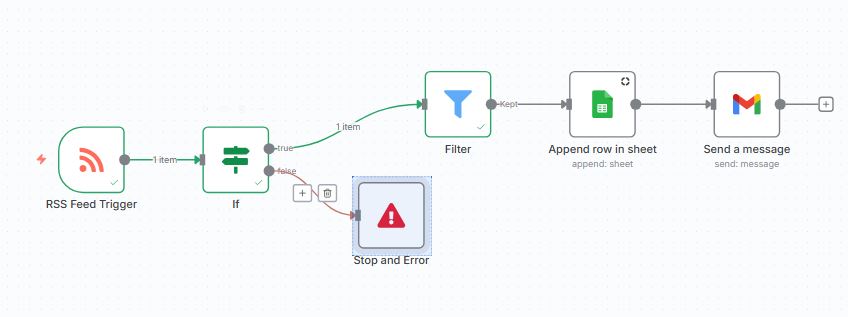 1 item
RSS Feed Trigger
true
false
If
1 item
Stop and Error
Kept
Filter
Append row in sheet
append: sheet
Send a message
send: message